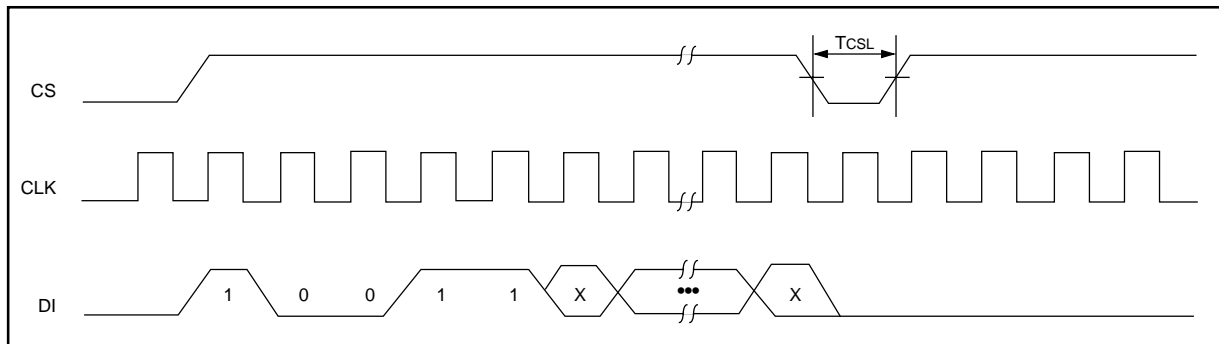 TCSL
CS
CLK
DI 1 0 0 1 1 X ••• X